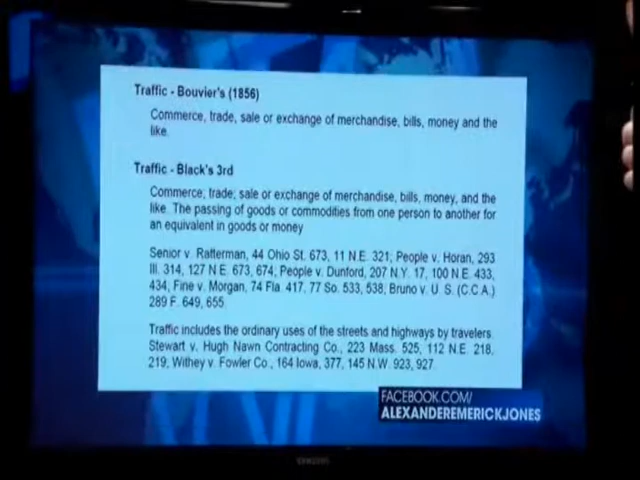 Traffic - Bouvier's (1856)
Commerce, trade, sale or exchange of merchandise, bills, money and the
like.
Traffic - Black's 3rd
Commerce, trade, sale or exchange of merchandise, bills, money, and the
like. The passing of goods or commodities from one person to another for
an equivalent in goods or money
Senior v. Ratterman, 44 Ohio St. 673, 11 N.E. 321; People v. Horan, 293
Ill. 314, 127 N.E. 673, 674; People v. Dunford, 207 N.Y. 17, 100 N.E. 433,
434; Fine v. Morgan, 74 Fla. 417, 77 So. 533, 538; Bruno v. U. S. (C.C.A.)
289 F. 649, 655.
Traffic includes the ordinary uses of the streets and highways by travelers.
Stewart v. Hugh Nawn Contracting Co., 223 Mass. 525, 112 N.E. 218,
219; Withey v. Fowler Co., 164 Iowa, 377, 145 N.W. 923, 927.
FACEBOOK.COM/
ALEXANDEREMERICKJONES
SAMSUNG